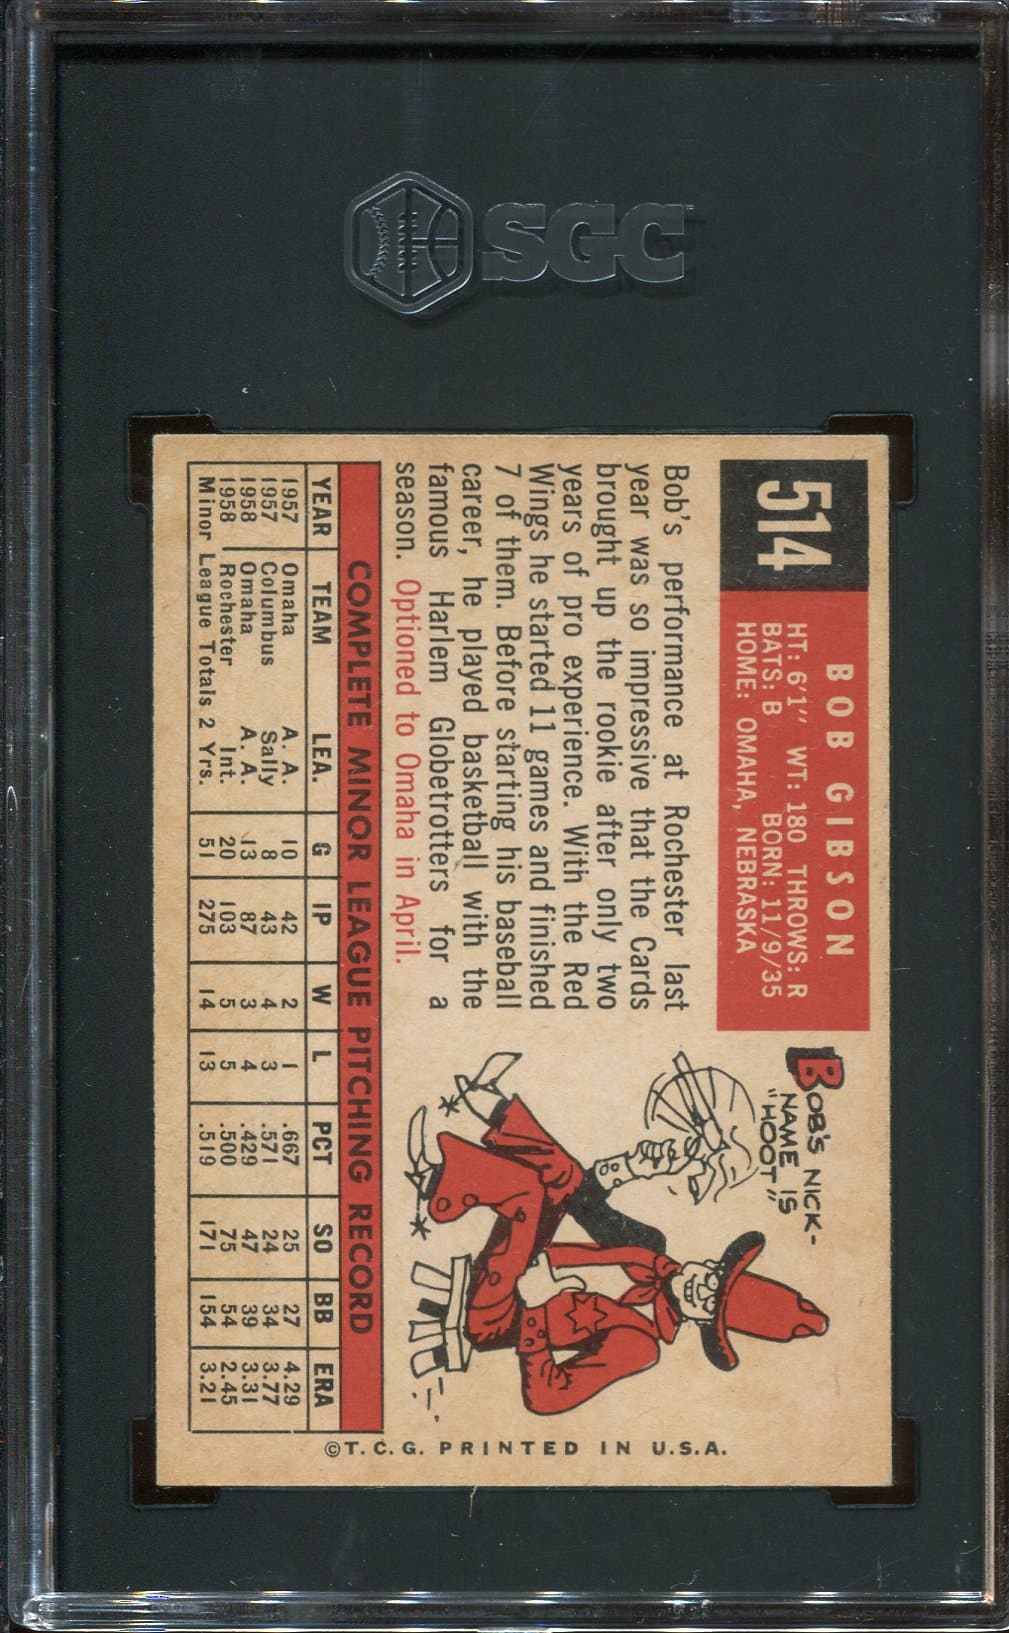 SGC
514
BOB GIBSON
HT: 6'1" WT: 180 THROWS: R
BATS: B BORN: 11/9/35
HOME: OMAHA, NEBRASKA
Bob's performance at Rochester last
year was so impressive that the Cards
brought up the rookie after only two
years of pro experience. With the Red
Wings he started 11 games and finished
7 of them. Before starting his baseball
career, he played basketball with the
famous Harlem Globetrotters for a
season. Optioned to Omaha in April.
BOB'S NICK-
NAME IS
"HOOT"
COMPLETE MINOR LEAGUE PITCHING RECORD
YEAR TEAM LEA. G IP W L PCT SO BB ERA
1957 Omaha A. A. 10 42 2 1 .667 25 27 4.29
1957 Columbus Sally 8 43 4 3 .571 24 34 3.77
1958 Omaha A. A. 13 87 3 4 .429 47 39 3.31
1958 Rochester Int. 20 103 5 5 .500 75 54 2.45
Minor League Totals 2 Yrs. 51 275 14 13 .519 171 154 3.21
©T.C.G. PRINTED IN U.S.A.